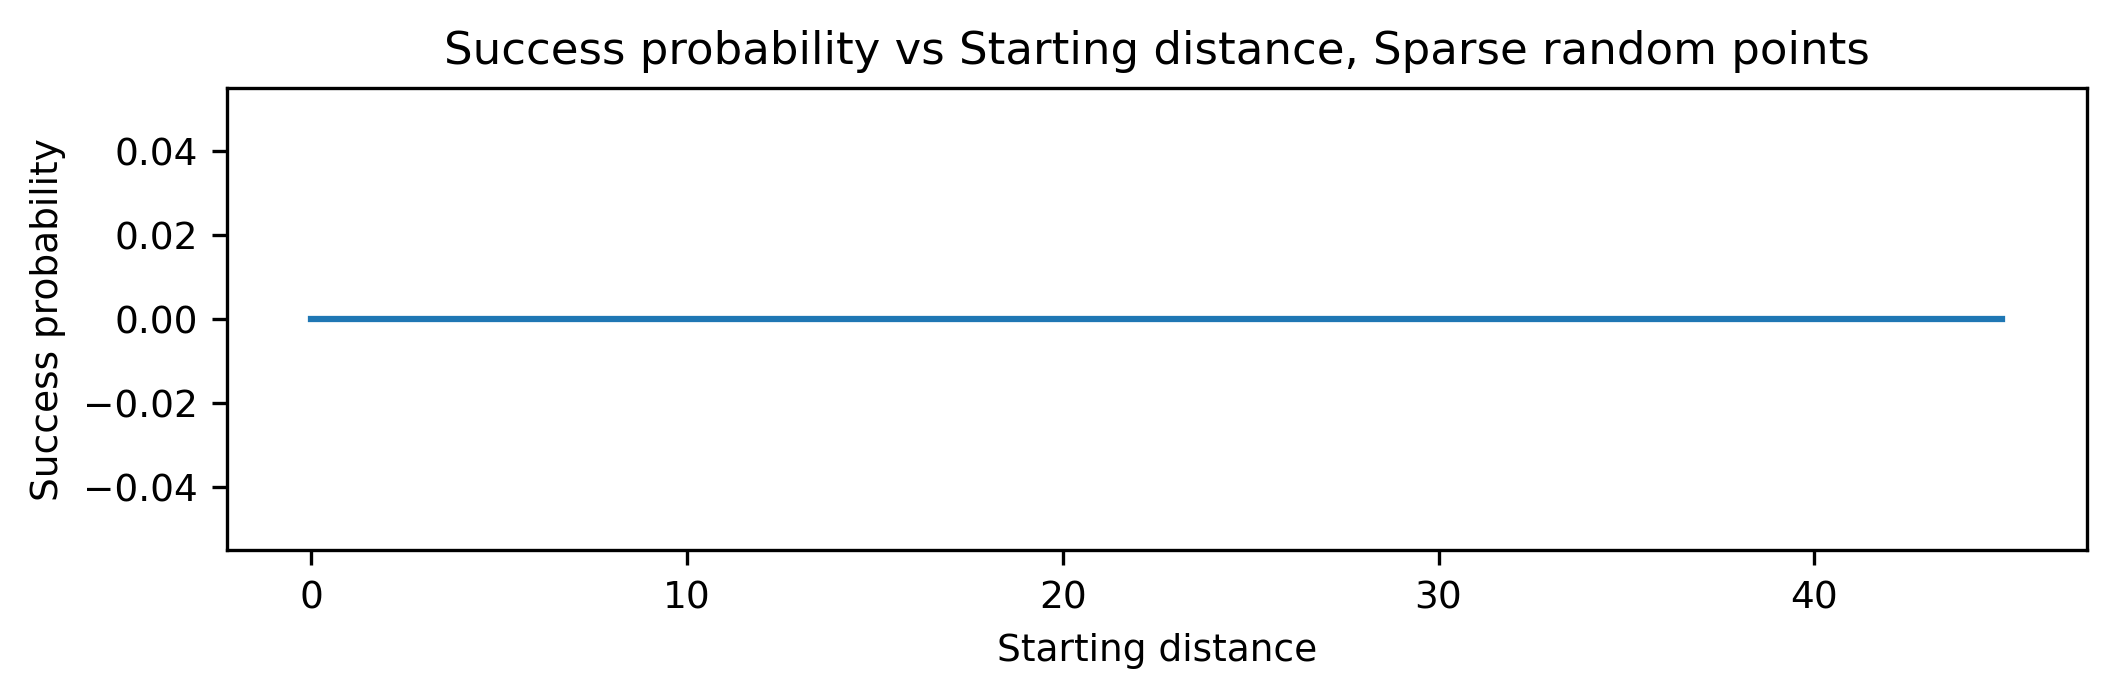 Success probability vs Starting distance, Sparse random points
Success probability
0.04
0.02
0.00
−0.02
−0.04
0 10 20 30 40
Starting distance